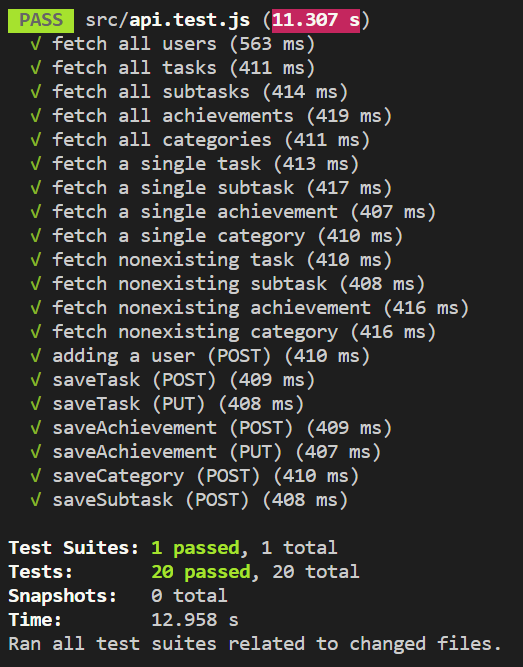 PASS src/api.test.js (11.307 s)
√ fetch all users (563 ms)
√ fetch all tasks (411 ms)
√ fetch all subtasks (414 ms)
√ fetch all achievements (419 ms)
√ fetch all categories (411 ms)
√ fetch a single task (413 ms)
√ fetch a single subtask (417 ms)
√ fetch a single achievement (407 ms)
√ fetch a single category (410 ms)
√ fetch nonexisting task (410 ms)
√ fetch nonexisting subtask (408 ms)
√ fetch nonexisting achievement (416 ms)
√ fetch nonexisting category (416 ms)
√ adding a user (POST) (410 ms)
√ saveTask (POST) (409 ms)
√ saveTask (PUT) (408 ms)
√ saveAchievement (POST) (409 ms)
√ saveAchievement (PUT) (407 ms)
√ saveCategory (POST) (410 ms)
√ saveSubtask (POST) (408 ms)
Test Suites: 1 passed, 1 total
Tests: 20 passed, 20 total
Snapshots: 0 total
Time: 12.958 s
Ran all test suites related to changed files.